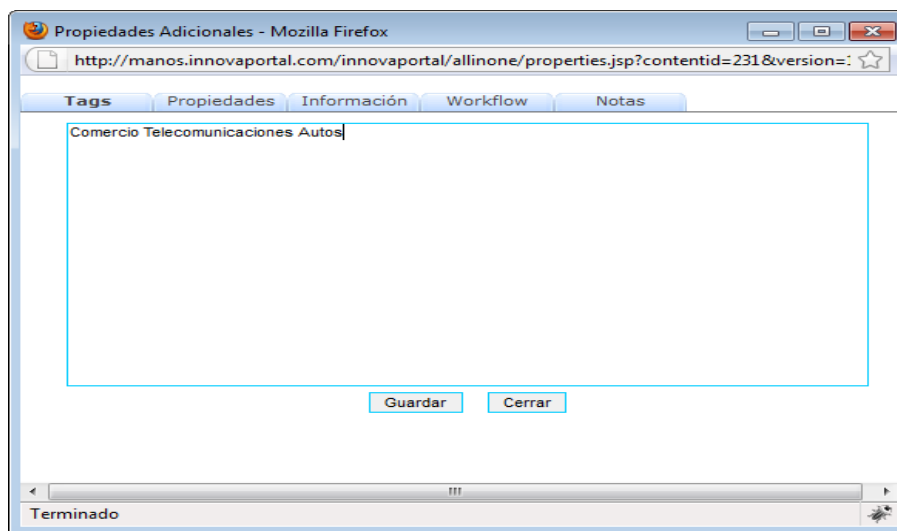 Propiedades Adicionales - Mozilla Firefox
http://manos.innovaportal.com/innovaportal/allinone/properties.jsp?contentid=231&version=
Tags Propiedades Información Workflow Notas
Comercio Telecomunicaciones Autos
Guardar Cerrar
Terminado